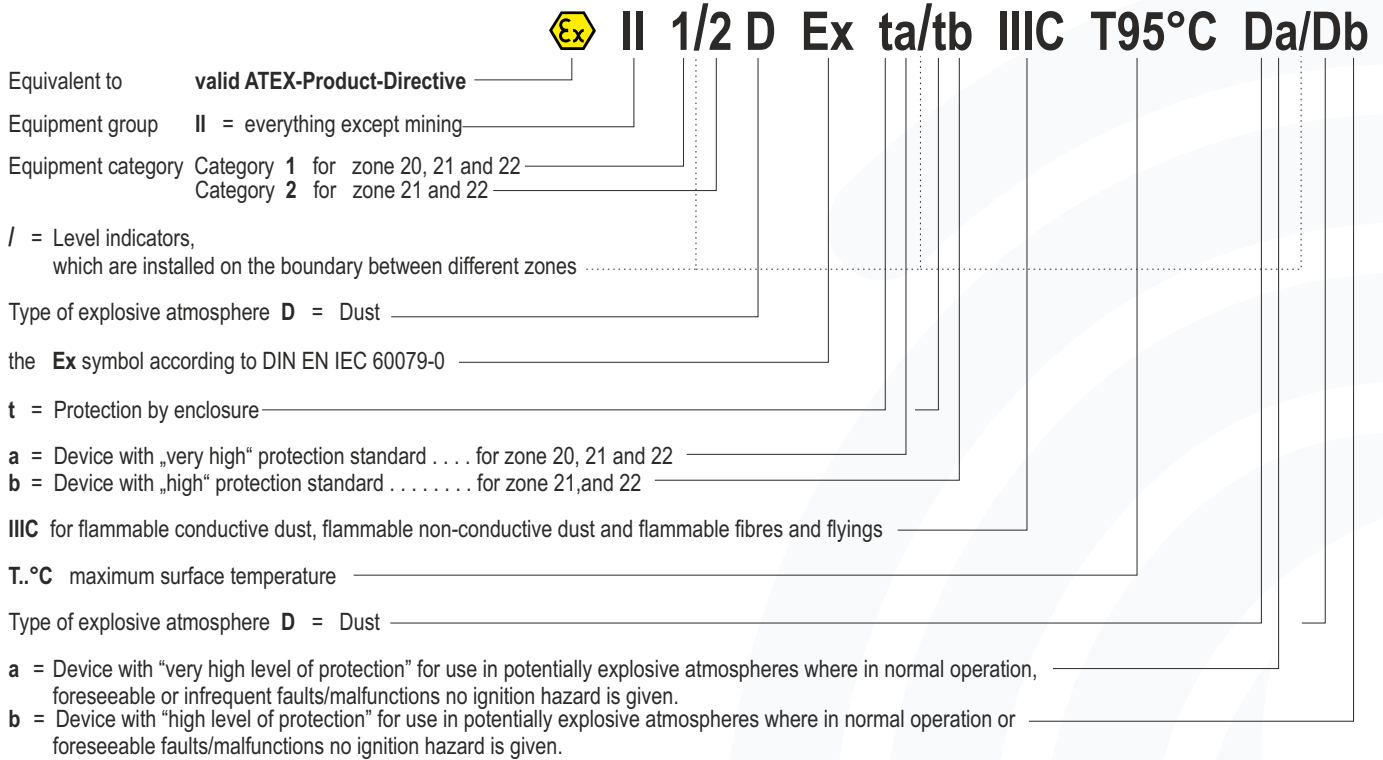 Ex II 1/2 D Ex ta/tb IIIC T95°C Da/Db
Equivalent to valid ATEX-Product-Directive
Equipment group II = everything except mining
Equipment category Category 1 for zone 20, 21 and 22
Category 2 for zone 21 and 22
/ = Level indicators,
which are installed on the boundary between different zones
Type of explosive atmosphere D = Dust
the Ex symbol according to DIN EN IEC 60079-0
t = Protection by enclosure
a = Device with „very high“ protection standard . . . . for zone 20, 21 and 22
b = Device with „high“ protection standard . . . . . . . . for zone 21,and 22
IIIC for flammable conductive dust, flammable non-conductive dust and flammable fibres and flyings
T..°C maximum surface temperature
Type of explosive atmosphere D = Dust
a = Device with “very high level of protection” for use in potentially explosive atmospheres where in normal operation,
foreseeable or infrequent faults/malfunctions no ignition hazard is given.
b = Device with “high level of protection” for use in potentially explosive atmospheres where in normal operation or
foreseeable faults/malfunctions no ignition hazard is given.